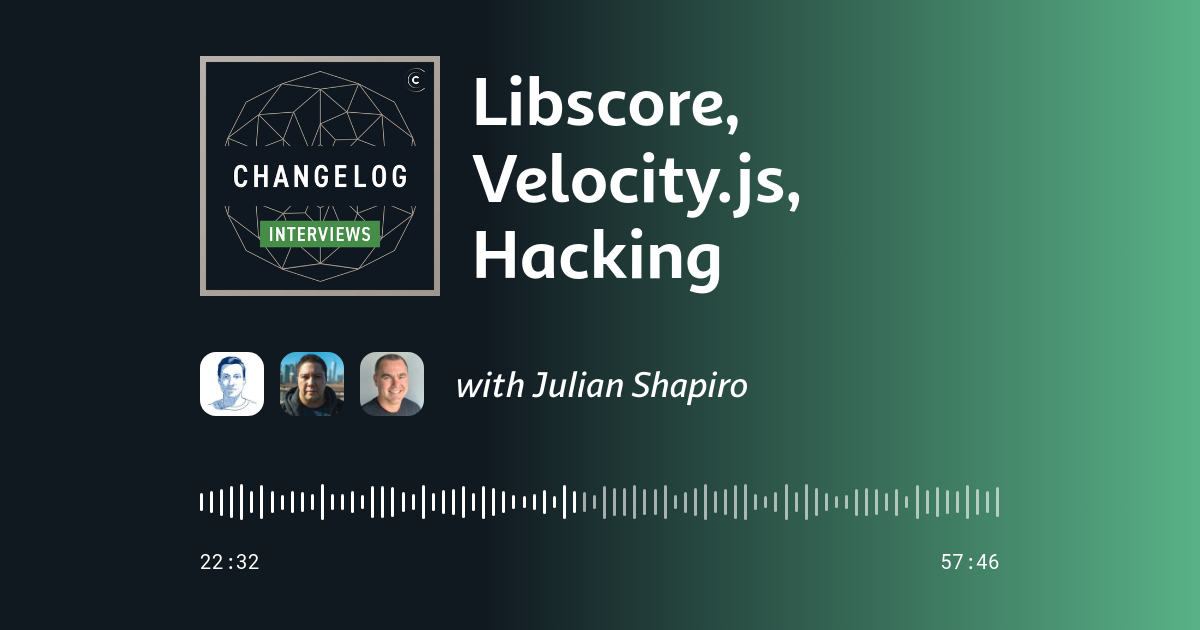 C
CHANGELOG
INTERVIEWS
Libscore,
Velocity.js,
Hacking
with Julian Shapiro
22:32
57:46